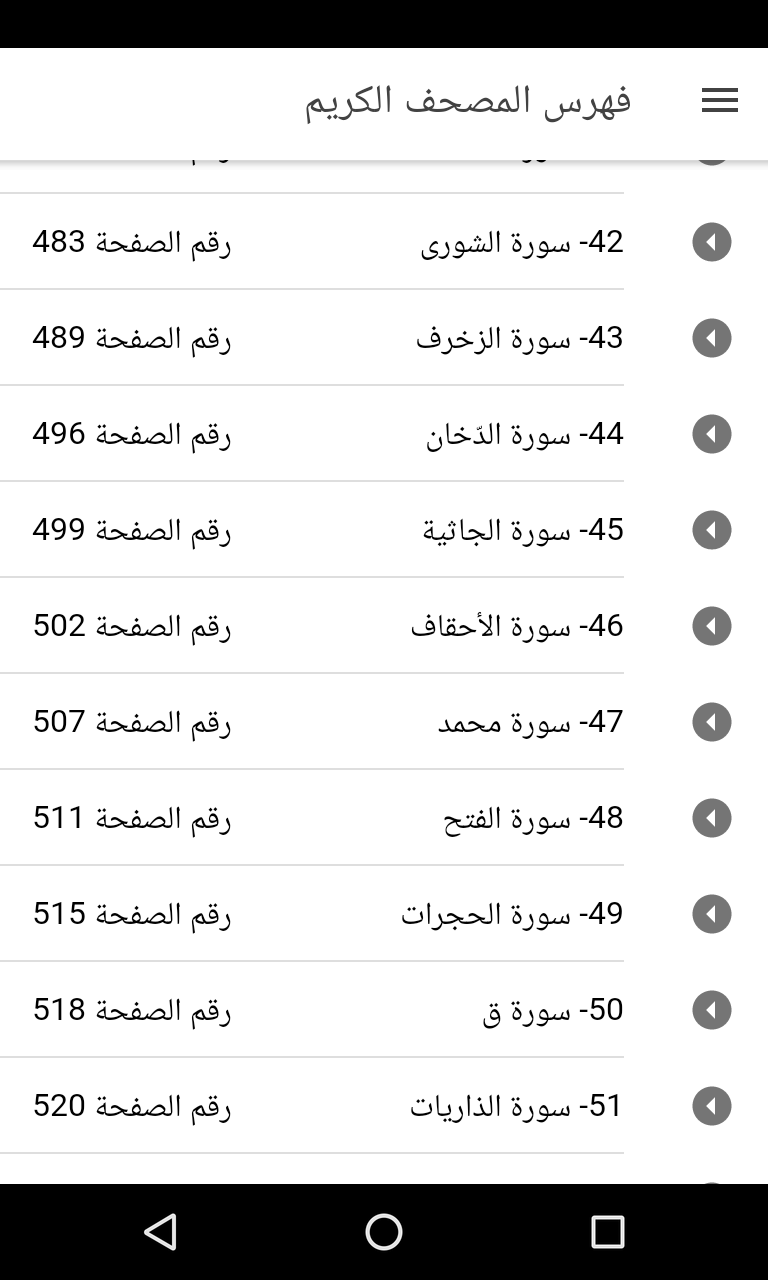 فهرس المصحف الكريم
42- سورة الشورى رقم الصفحة 483
43- سورة الزخرف رقم الصفحة 489
44- سورة الدّخان رقم الصفحة 496
45- سورة الجاثية رقم الصفحة 499
46- سورة الأحقاف رقم الصفحة 502
47- سورة محمد رقم الصفحة 507
48- سورة الفتح رقم الصفحة 511
49- سورة الحجرات رقم الصفحة 515
50- سورة ق رقم الصفحة 518
51- سورة الذاريات رقم الصفحة 520